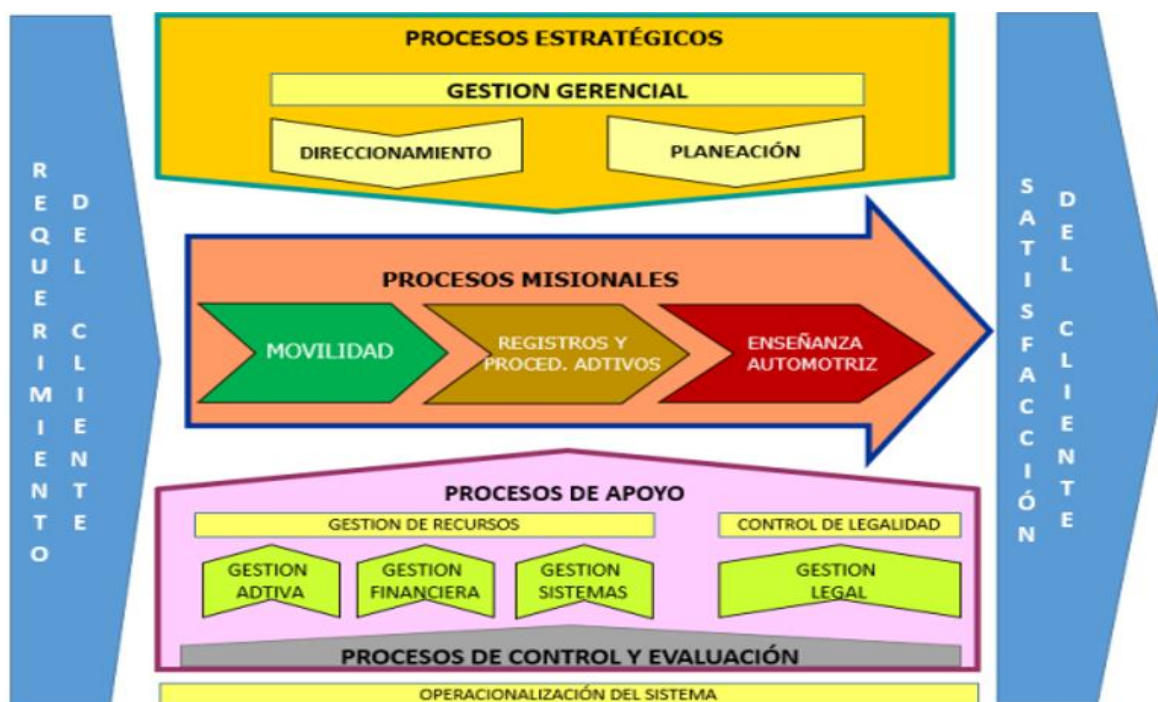 REQUERIMIENTO
DEL CLIENTE
PROCESOS ESTRATÉGICOS
GESTION GERENCIAL
DIRECCIONAMIENTO
PLANEACIÓN
PROCESOS MISIONALES
MOVILIDAD
REGISTROS Y
PROCED. ADTIVOS
ENSEÑANZA
AUTOMOTRIZ
PROCESOS DE APOYO
GESTION DE RECURSOS
CONTROL DE LEGALIDAD
GESTION
ADTIVA
GESTION
FINANCIERA
GESTION
SISTEMAS
GESTION
LEGAL
PROCESOS DE CONTROL Y EVALUACIÓN
OPERACIONALIZACIÓN DEL SISTEMA
SATISFACCIÓN
DEL CLIENTE